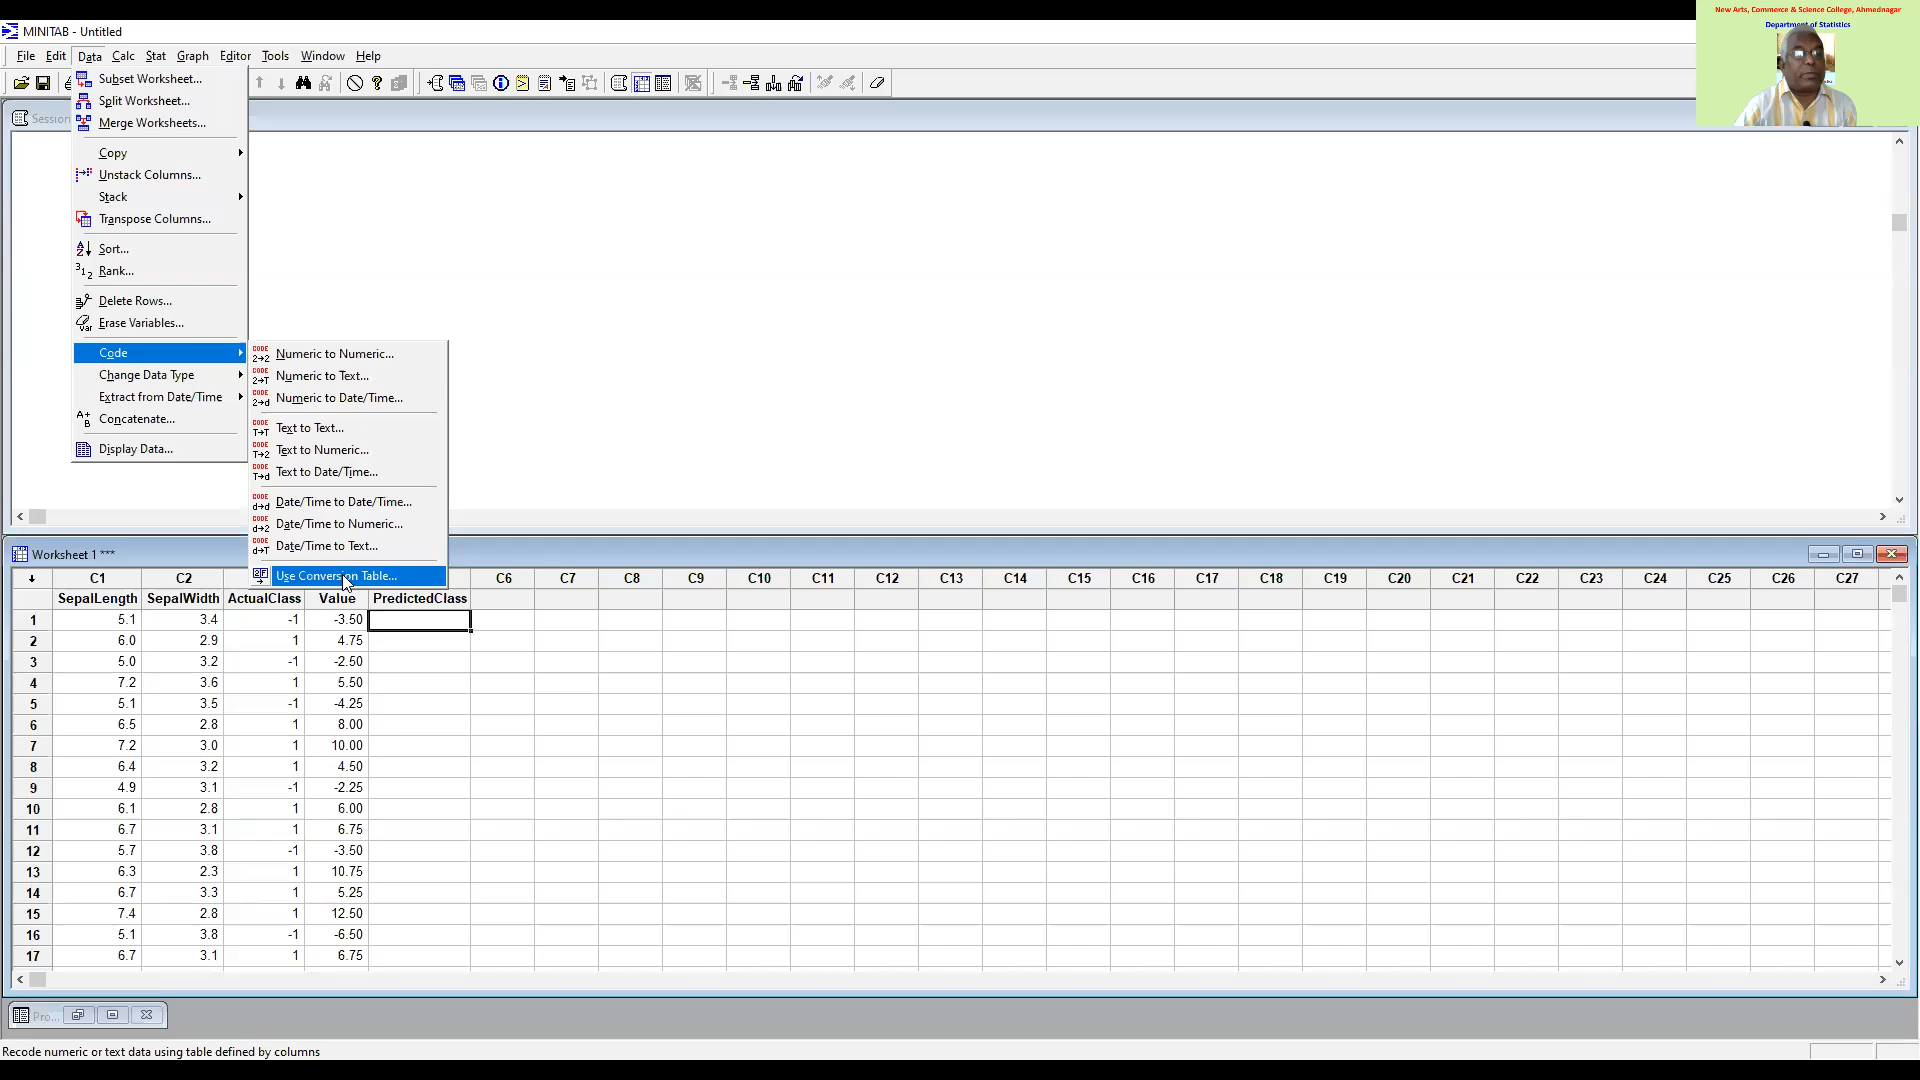 New Arts, Commerce & Science College, Ahmednagar
Department of Statistics
MINITAB - Untitled
File Edit Data Calc Stat Graph Editor Tools Window Help
Session
Subset Worksheet...
Split Worksheet...
Merge Worksheets...
Copy
Unstack Columns...
Stack
Transpose Columns...
Sort...
Rank...
Delete Rows...
Erase Variables...
Code
Change Data Type
Extract from Date/Time
Concatenate...
Display Data...
Numeric to Numeric...
Numeric to Text...
Numeric to Date/Time...
Text to Text...
Text to Numeric...
Text to Date/Time...
Date/Time to Date/Time...
Date/Time to Numeric...
Date/Time to Text...
Use Conversion Table...
Worksheet 1 ***
C1 C2 C6 C7 C8 C9 C10 C11 C12 C13 C14 C15 C16 C17 C18 C19 C20 C21 C22 C23 C24 C25 C26 C27
SepalLength SepalWidth ActualClass Value PredictedClass
1 5.1 3.4 -1 -3.50
2 6.0 2.9 1 4.75
3 5.0 3.2 -1 -2.50
4 7.2 3.6 1 5.50
5 5.1 3.5 -1 -4.25
6 6.5 2.8 1 8.00
7 7.2 3.0 1 10.00
8 6.4 3.2 1 4.50
9 4.9 3.1 -1 -2.25
10 6.1 2.8 1 6.00
11 6.7 3.1 1 6.75
12 5.7 3.8 -1 -3.50
13 6.3 2.3 1 10.75
14 6.7 3.3 1 5.25
15 7.4 2.8 1 12.50
16 5.1 3.8 -1 -6.50
17 6.7 3.1 1 6.75
Pro...
Recode numeric or text data using table defined by columns